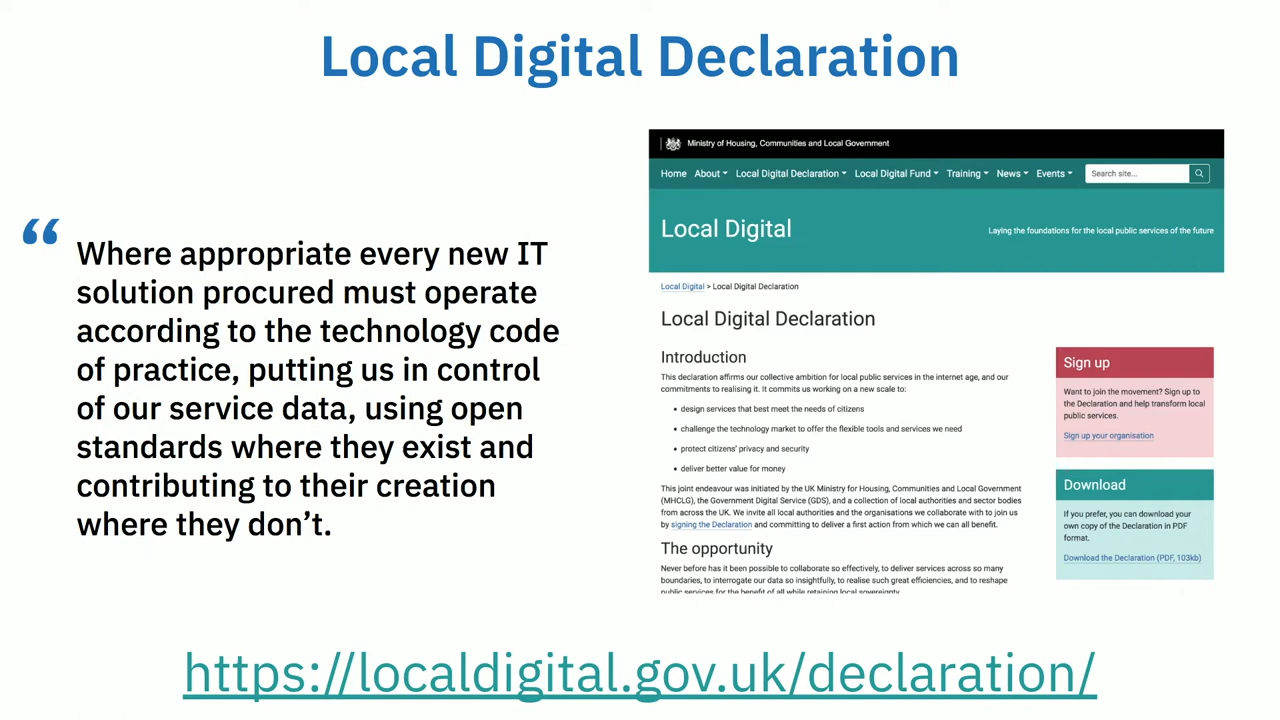 Local Digital Declaration
“
Where appropriate every new IT
solution procured must operate
according to the technology code
of practice, putting us in control
of our service data, using open
standards where they exist and
contributing to their creation
where they don’t.
Ministry of Housing, Communities and Local Government
Home About Local Digital Declaration Local Digital Fund Training News Events Search site...
Local Digital
Laying the foundations for the local public services of the future
Local Digital > Local Digital Declaration
Local Digital Declaration
Introduction
This declaration affirms our collective ambition for local public services in the internet age, and our
commitments to realising it. It commits us working on a new scale to:
• design services that best meet the needs of citizens
• challenge the technology market to offer the flexible tools and services we need
• protect citizens’ privacy and security
• deliver better value for money
This joint endeavour was initiated by the UK Ministry for Housing, Communities and Local Government
(MHCLG), the Government Digital Service (GDS), and a collection of local authorities and sector bodies
from across the UK. We invite all local authorities and the organisations we collaborate with to join us
by signing the Declaration and committing to deliver a first action from which we can all benefit.
The opportunity
Never before has it been possible to collaborate so effectively, to deliver services across so many
boundaries, to interrogate our data so insightfully, to realise such great efficiencies, and to reshape
public services for the benefit of all while retaining local sovereignty.
Sign up
Want to join the movement? Sign up to
the Declaration and help transform local
public services.
Sign up your organisation
Download
If you prefer, you can download your
own copy of the Declaration in PDF
format.
Download the Declaration (PDF, 103kb)
https://localdigital.gov.uk/declaration/